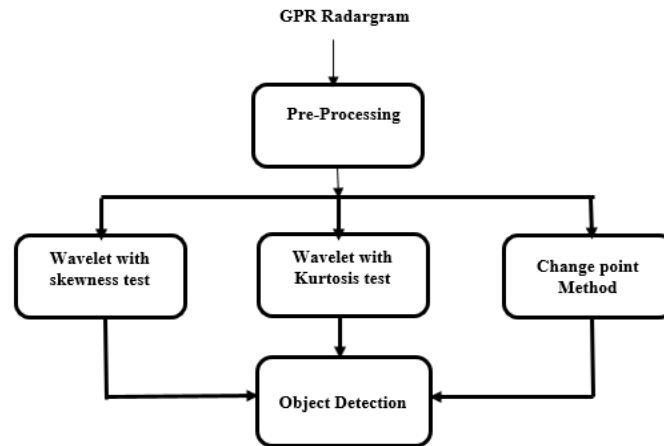 GPR Radargram
Pre-Processing
Wavelet with
skewness test
Wavelet with
Kurtosis test
Change point
Method
Object Detection